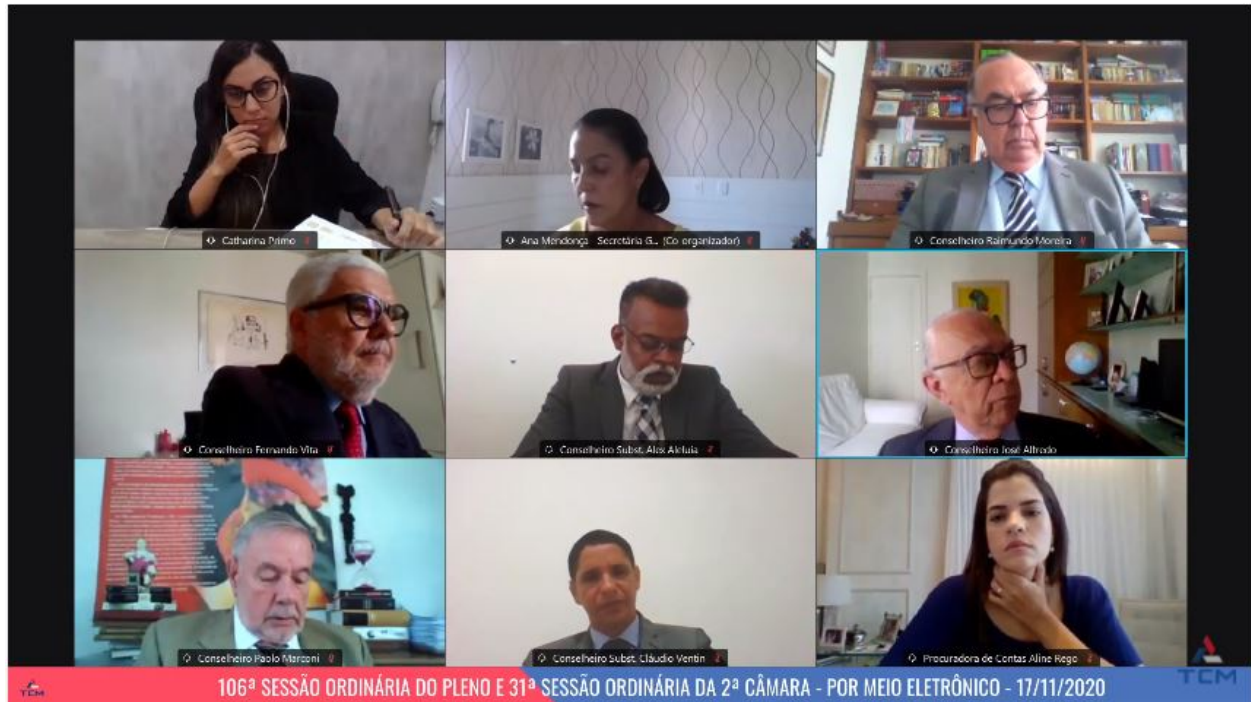 Catharina Primo
Ana Mendonça - Secretária G... (Co-organizador)
Conselheiro Raimundo Moreira
Conselheiro Fernando Vita
Conselheiro Subst. Alex Aleluia
Conselheiro José Alfredo
Conselheiro Paolo Marconi
Conselheiro Subst. Cláudio Ventin
Procuradora de Contas Aline Rego
TCM
106ª SESSÃO ORDINÁRIA DO PLENO E 31ª SESSÃO ORDINÁRIA DA 2ª CÂMARA - POR MEIO ELETRÔNICO - 17/11/2020
TCM